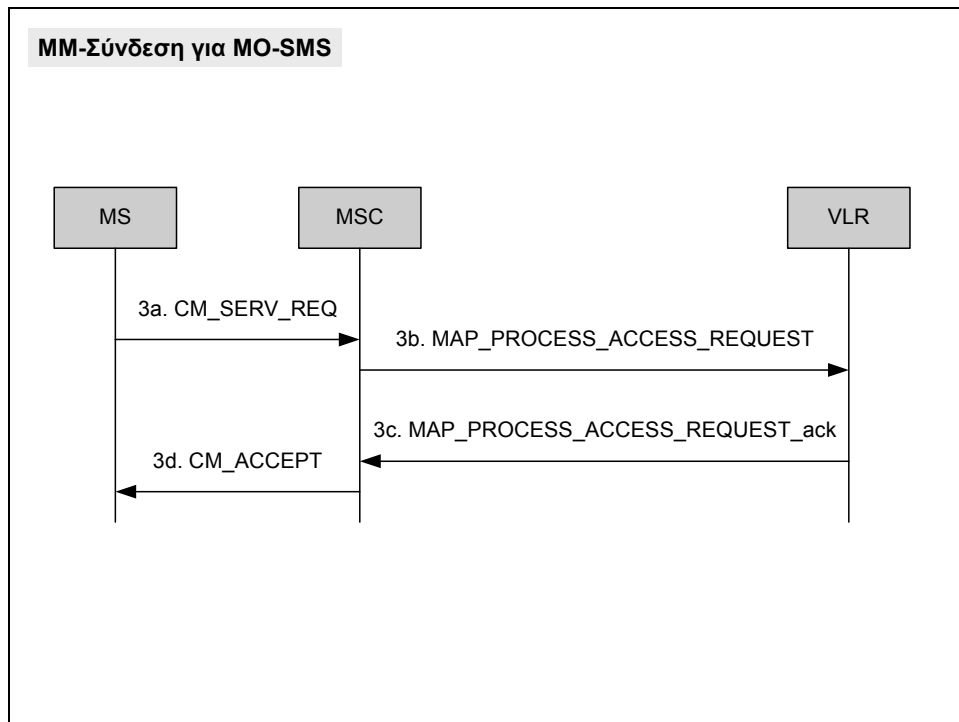 MM-Σύνδεση για MO-SMS
MS
MSC
VLR
3a. CM_SERV_REQ
3b. MAP_PROCESS_ACCESS_REQUEST
3c. MAP_PROCESS_ACCESS_REQUEST_ack
3d. CM_ACCEPT